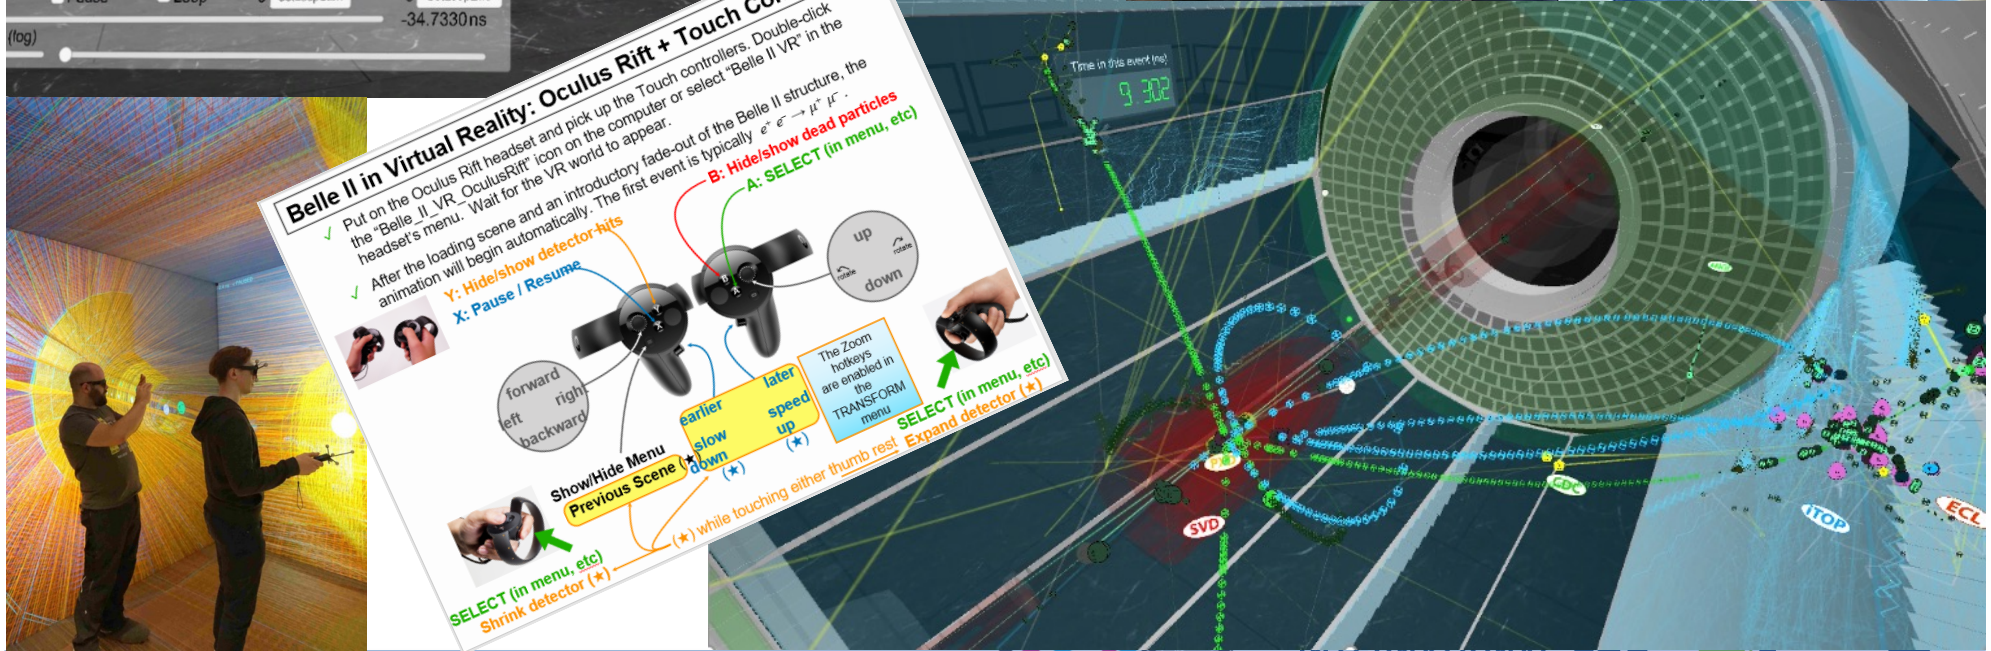 -34.7330ns
(fog)
Belle II in Virtual Reality: Oculus Rift + Touch
✓ Put on the Oculus Rift headset and pick up the Touch controllers. Double-click
the “Belle_II_VR_OculusRift” icon on the computer or select “Belle II VR” in the
headset's menu. Wait for the VR world to appear.
✓ After the loading scene and an introductory fade-out of the Belle II structure, the
animation will begin automatically. The first event is typically e⁺ e⁻ → μ⁺ μ⁻ .
B: Hide/show dead particles
A: SELECT (in menu, etc)
Y: Hide/show detector hits
X: Pause / Resume
B
A
Y
X
up
rotate
rotate
down
forward
left
right
backward
earlier
later
slow
down
(★)
speed
up
(★)
The Zoom
hotkeys
are enabled in
the
TRANSFORM
menu
Show/Hide Menu
Previous Scene (★)
SELECT (in menu, etc)
Expand detector (★)
SELECT (in menu, etc)
Shrink detector (★)
(★) while touching either thumb rest
Time in this event (ns)
9.302
SVD
CDC
iTOP
ECL